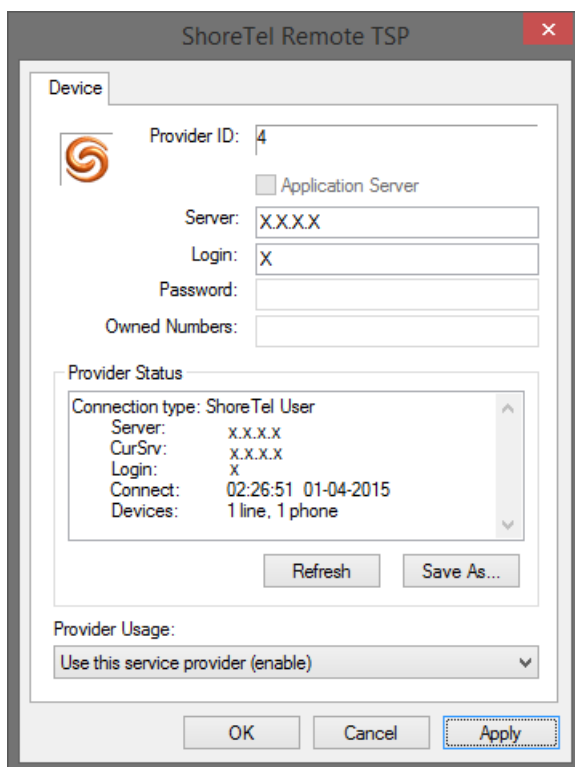 ShoreTel Remote TSP
Device
Provider ID: 4
Application Server
Server: X.X.X.X
Login: X
Password:
Owned Numbers:
Provider Status
Connection type: ShoreTel User
Server: x.x.x.x
CurSrv: x.x.x.x
Login: x
Connect: 02:26:51 01-04-2015
Devices: 1 line, 1 phone
Refresh Save As...
Provider Usage:
Use this service provider (enable)
OK Cancel Apply